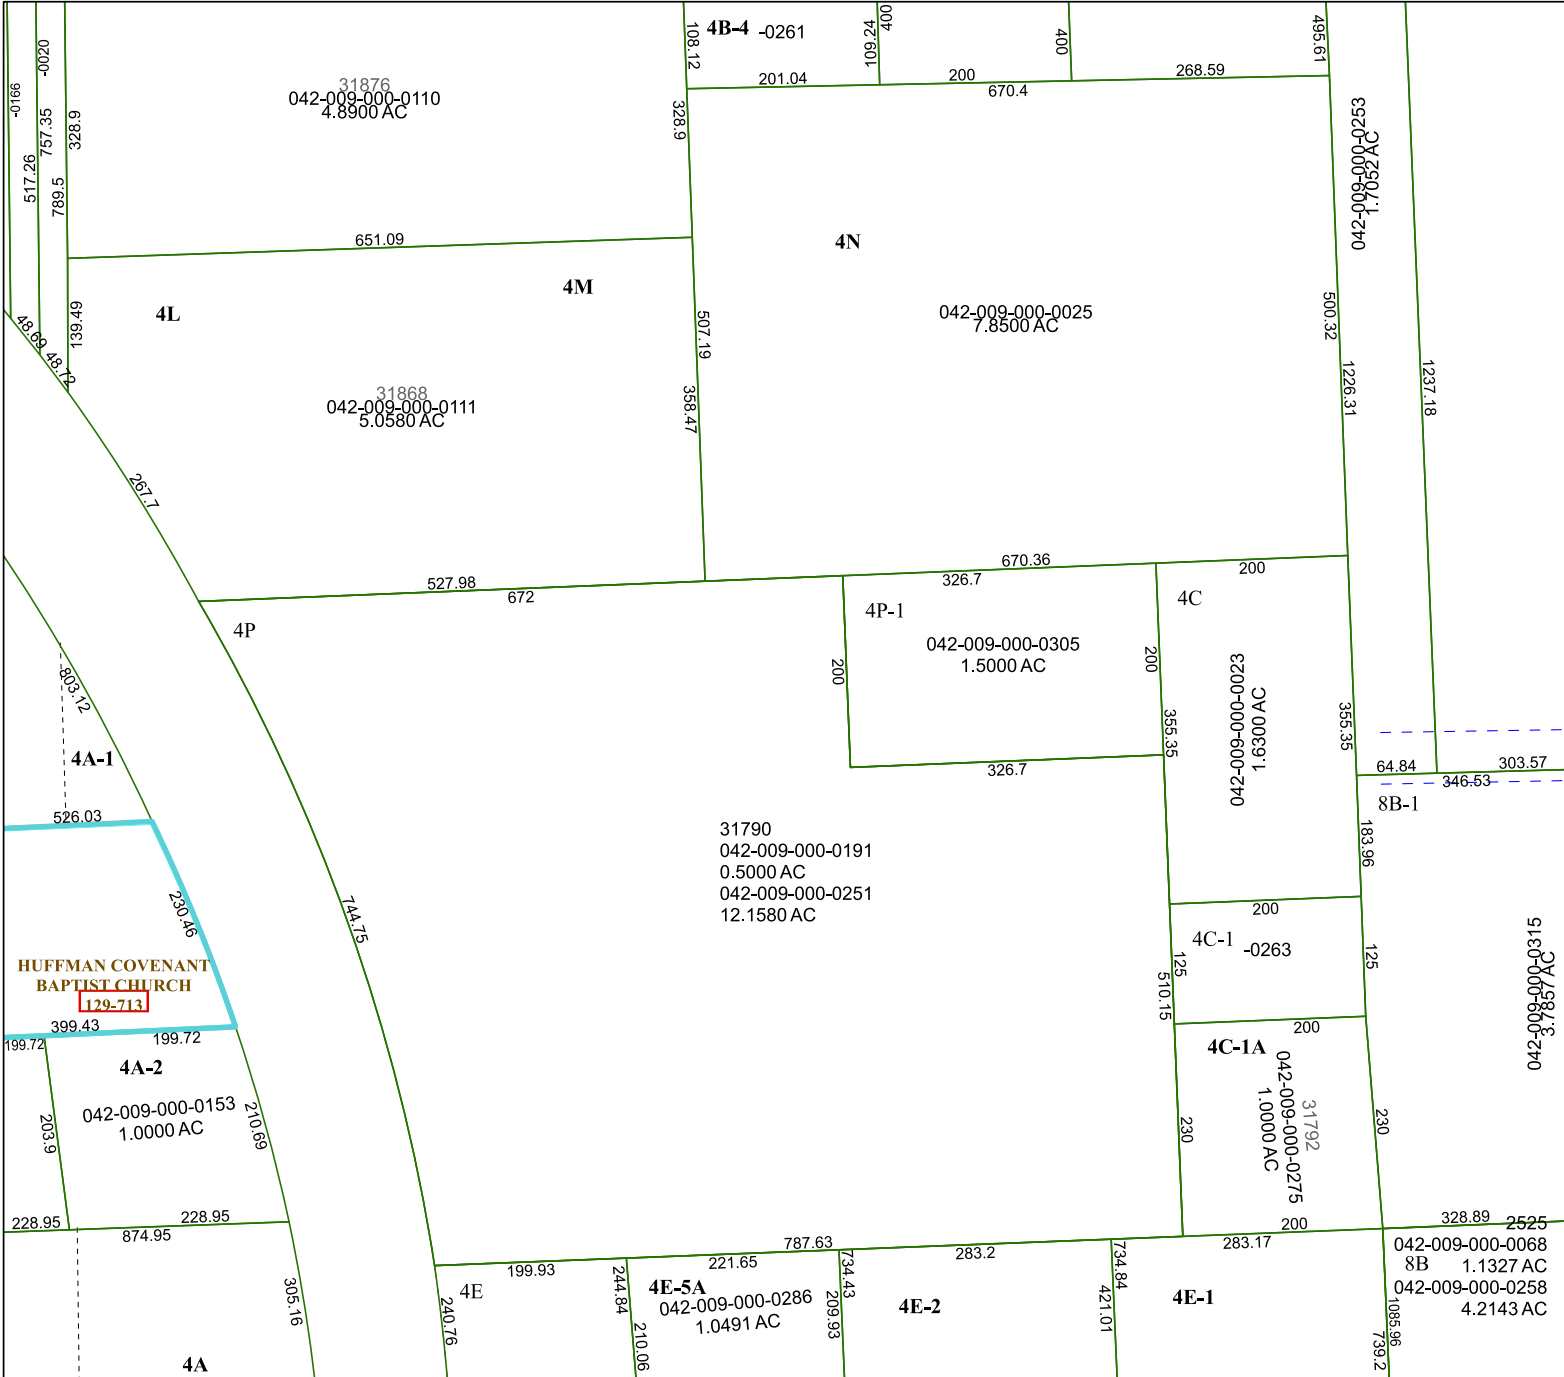 4B-4 -0261
108.12
109.24
400
400
495.61
-0166
-0020
757.35
517.26
328.9
789.5
31876
042-009-000-0110
4.8900 AC
328.9
201.04
200
268.59
670.4
042-009-000-0253
1.7052 AC
651.09
4N
4M
4L
139.49
48.69
48.72
507.19
358.47
042-009-000-0025
7.8500 AC
500.32
1226.31
1237.18
31868
042-009-000-0111
5.0580 AC
267.7
527.98
672
670.36
326.7
200
4P
4P-1
4C
042-009-000-0305
1.5000 AC
200
200
355.35
042-009-000-0023
1.6300 AC
355.35
326.7
803.12
4A-1
526.03
64.84
303.57
346.53
8B-1
183.96
31790
042-009-000-0191
0.5000 AC
042-009-000-0251
12.1580 AC
744.75
230.46
HUFFMAN COVENANT
BAPTIST CHURCH
129-713
399.43
199.72
199.72
200
4C-1 -0263
125
125
510.15
042-009-000-0315
3.7857 AC
200
4C-1A
31792
042-009-000-0275
1.0000 AC
230
230
4A-2
042-009-000-0153
1.0000 AC
203.9
210.69
228.95
228.95
874.95
200
328.89
2525
042-009-000-0068
8B 1.1327 AC
042-009-000-0258
4.2143 AC
787.63
199.93
221.65
283.2
283.17
4E
4E-5A
042-009-000-0286
1.0491 AC
4E-2
4E-1
240.76
244.84
210.06
734.43
209.93
734.84
421.01
1085.96
739.2
305.16
4A